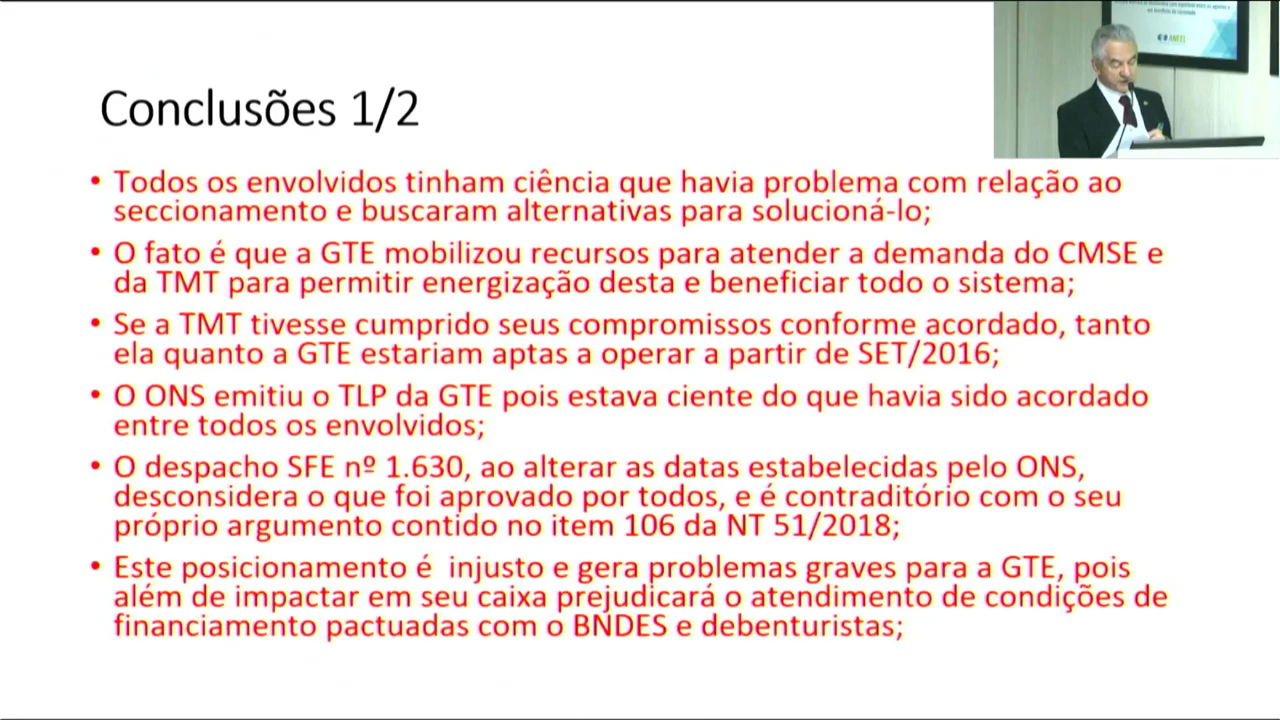 Conclusões 1/2
• Todos os envolvidos tinham ciência que havia problema com relação ao
seccionamento e buscaram alternativas para solucioná-lo;
• O fato é que a GTE mobilizou recursos para atender a demanda do CMSE e
da TMT para permitir energização desta e beneficiar todo o sistema;
• Se a TMT tivesse cumprido seus compromissos conforme acordado, tanto
ela quanto a GTE estariam aptas a operar a partir de SET/2016;
• O ONS emitiu o TLP da GTE pois estava ciente do que havia sido acordado
entre todos os envolvidos;
• O despacho SFE nº 1.630, ao alterar as datas estabelecidas pelo ONS,
desconsidera o que foi aprovado por todos, e é contraditório com o seu
próprio argumento contido no item 106 da NT 51/2018;
• Este posicionamento é  injusto e gera problemas graves para a GTE, pois
além de impactar em seu caixa prejudicará o atendimento de condições de
financiamento pactuadas com o BNDES e debenturistas;
ANEEL